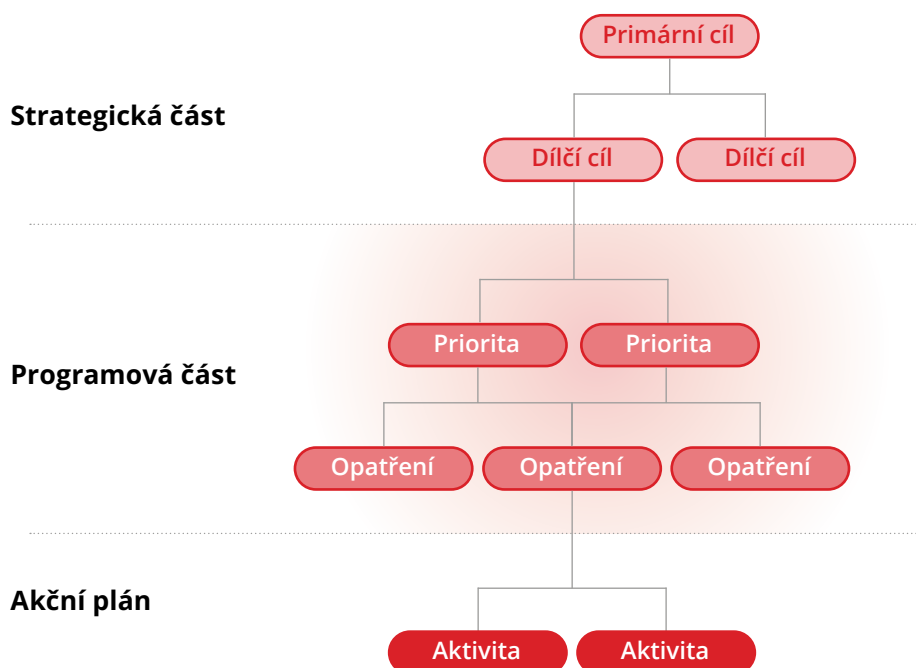 Primární cíl
Strategická část
Dílčí cíl Dílčí cíl
Priorita Priorita
Programová část
Opatření Opatření Opatření
Akční plán
Aktivita Aktivita